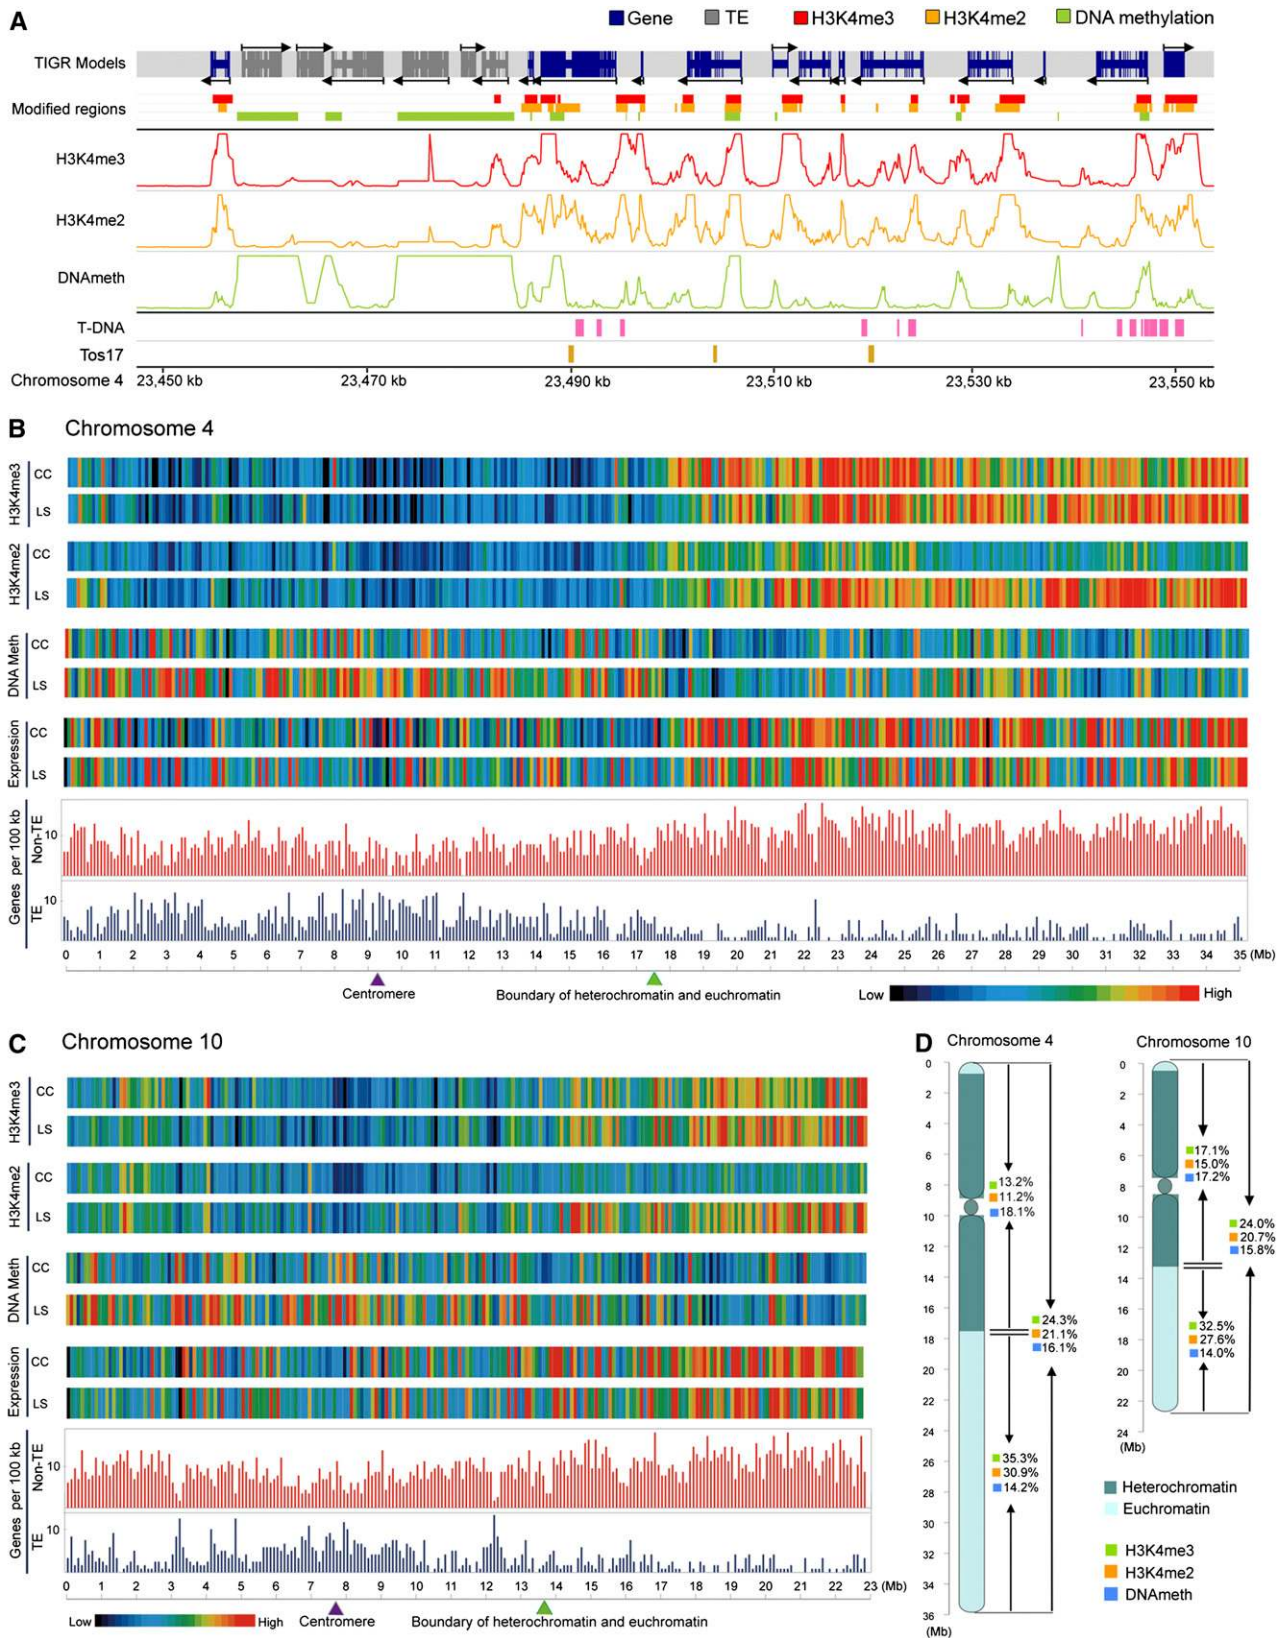 A
Gene TE H3K4me3 H3K4me2 DNA methylation
TIGR Models
Modified regions
H3K4me3
H3K4me2
DNAmeth
T-DNA
Tos17
Chromosome 4 23,450 kb 23,470 kb 23,490 kb 23,510 kb 23,530 kb 23,550 kb
B Chromosome 4
H3K4me3 CC
LS
H3K4me2 CC
LS
DNA Meth CC
LS
Expression CC
LS
Genes per 100 kb
Non-TE 10
TE 10
0 1 2 3 4 5 6 7 8 9 10 11 12 13 14 15 16 17 18 19 20 21 22 23 24 25 26 27 28 29 30 31 32 33 34 35 (Mb)
Centromere Boundary of heterochromatin and euchromatin Low High
C Chromosome 10
H3K4me3 CC
LS
H3K4me2 CC
LS
DNA Meth CC
LS
Expression CC
LS
Genes per 100 kb
Non-TE 10
TE 10
0 1 2 3 4 5 6 7 8 9 10 11 12 13 14 15 16 17 18 19 20 21 22 23 (Mb)
Low High Centromere Boundary of heterochromatin and euchromatin
D Chromosome 4 Chromosome 10
0
2
4
6
8
10
12
14
16
18
20
22
24
26
28
30
32
34
36
(Mb)
13.2%
11.2%
18.1%
24.3%
21.1%
16.1%
35.3%
30.9%
14.2%
0
2
4
6
8
10
12
14
16
18
20
22
24
(Mb)
17.1%
15.0%
17.2%
24.0%
20.7%
15.8%
32.5%
27.6%
14.0%
Heterochromatin
Euchromatin
H3K4me3
H3K4me2
DNAmeth